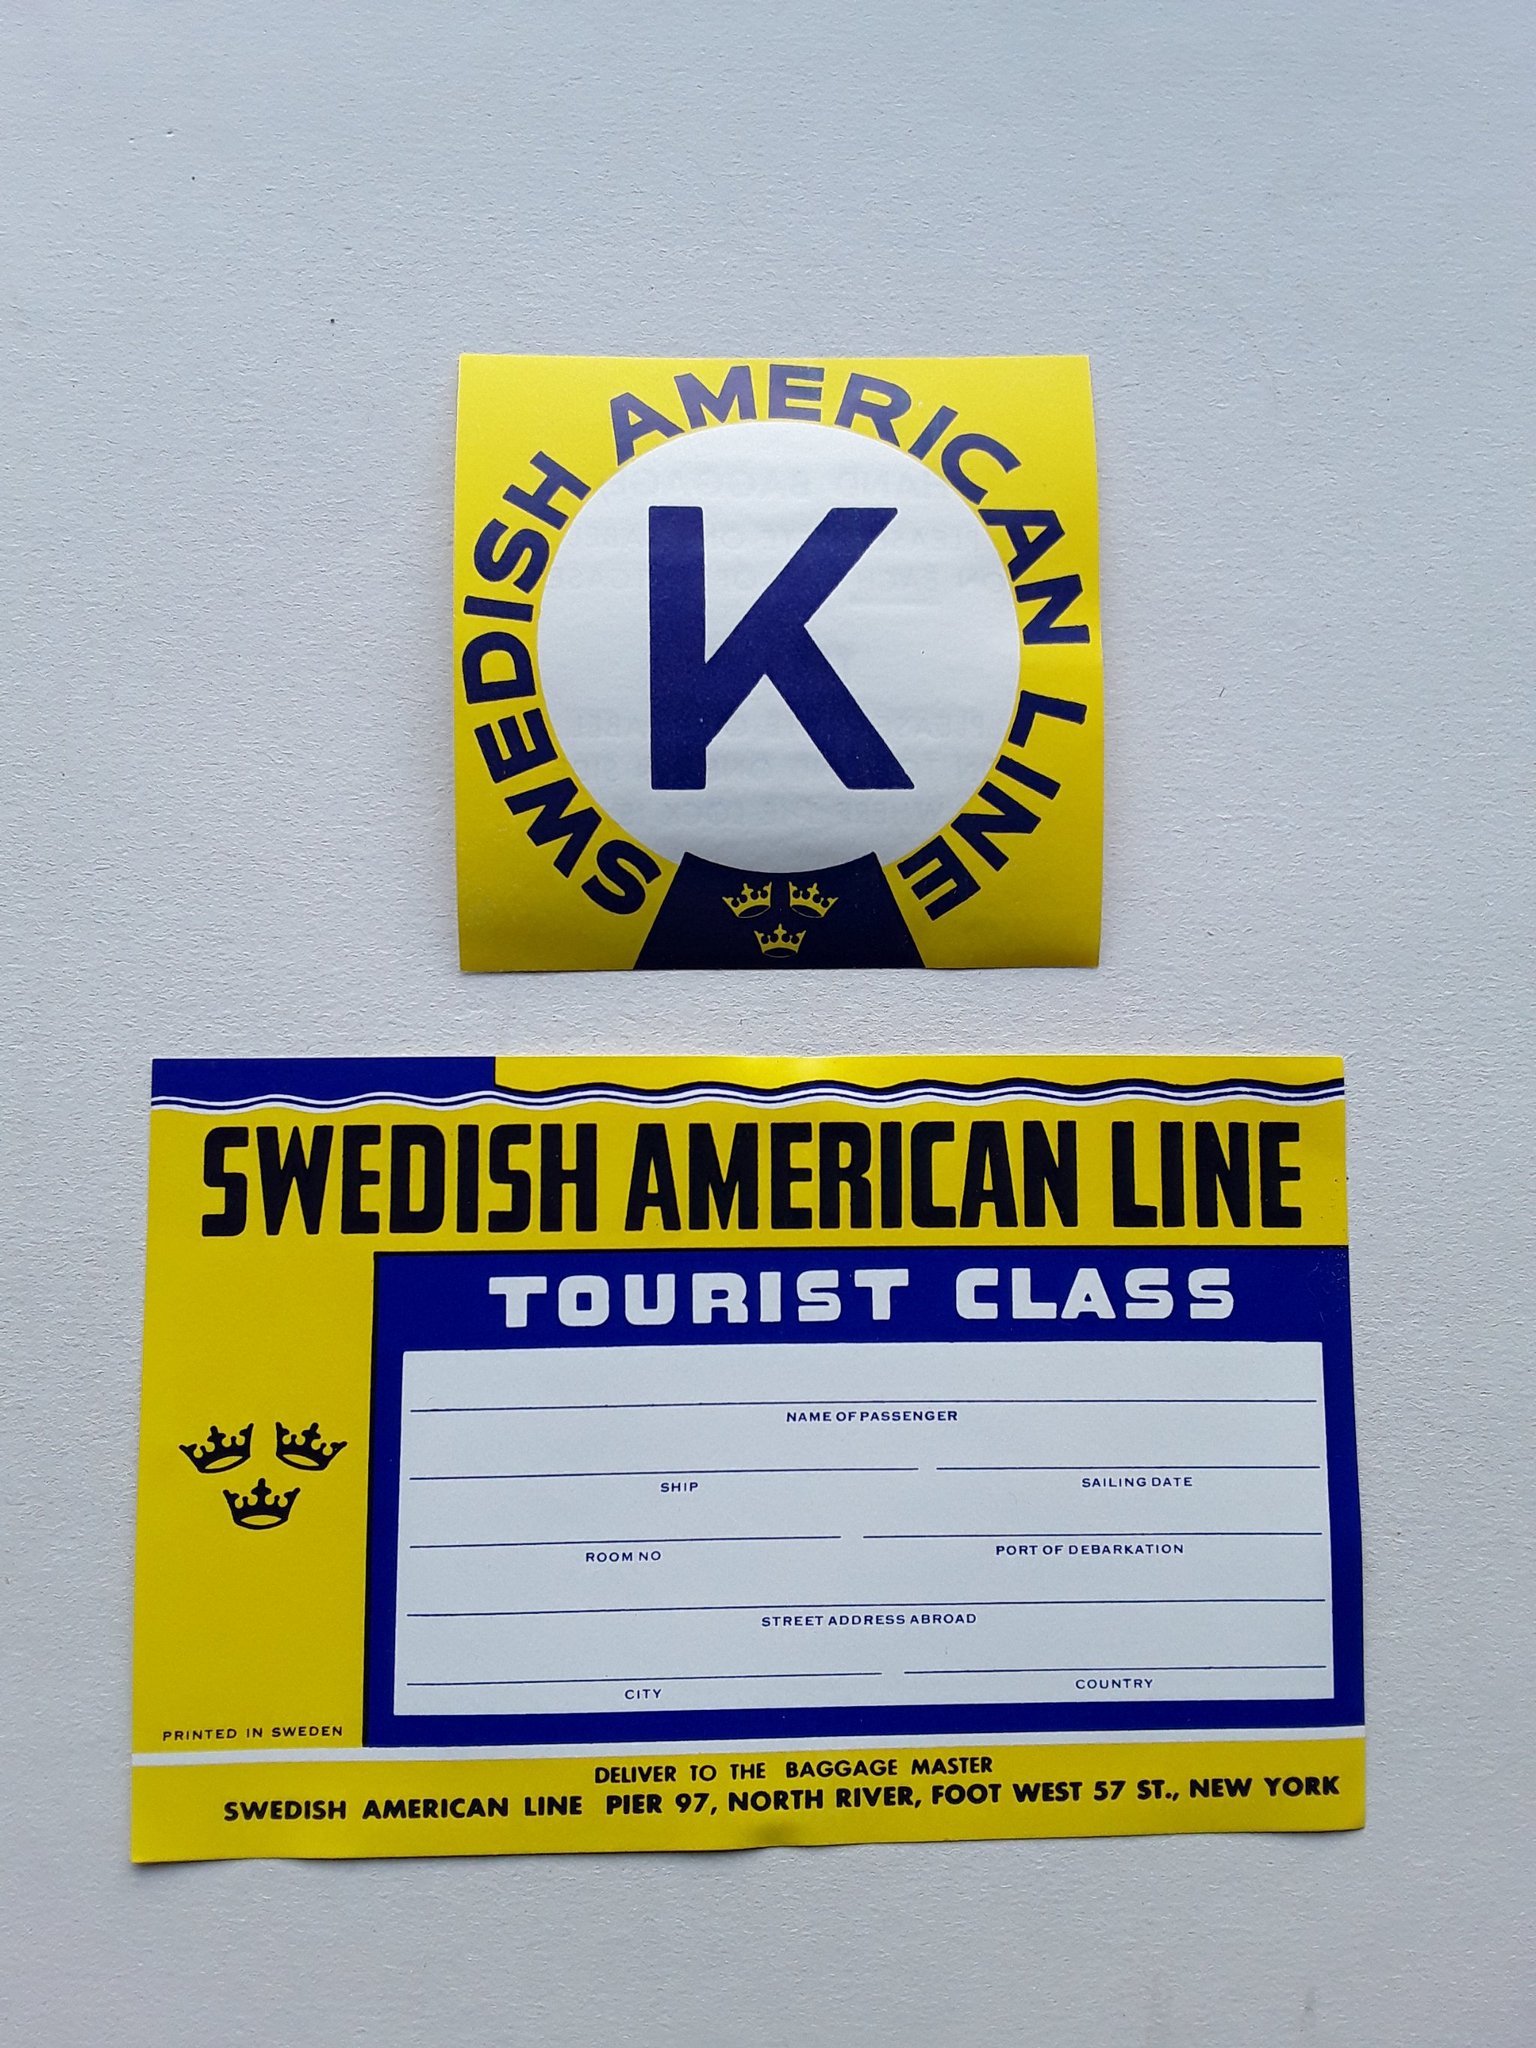 SWEDISH AMERICAN LINE
K
SWEDISH AMERICAN LINE
TOURIST CLASS
NAME OF PASSENGER
SHIP
SAILING DATE
ROOM NO
PORT OF DEBARKATION
STREET ADDRESS ABROAD
CITY
COUNTRY
PRINTED IN SWEDEN
DELIVER TO THE BAGGAGE MASTER
SWEDISH AMERICAN LINE PIER 97, NORTH RIVER, FOOT WEST 57 ST., NEW YORK